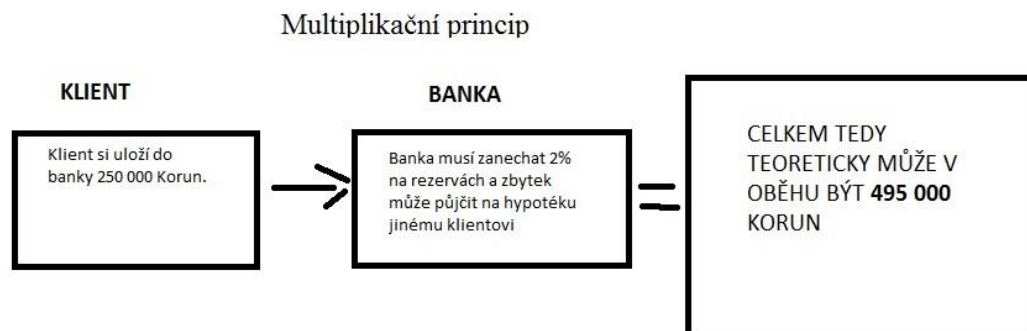 Multiplikační princip
KLIENT
Klient si uloží do
banky 250 000 Korun.
BANKA
Banka musí zanechat 2%
na rezervách a zbytek
může půjčit na hypotéku
jinému klientovi
CELKEM TEDY
TEORETICKY MŮŽE V
OBĚHU BÝT 495 000
KORUN